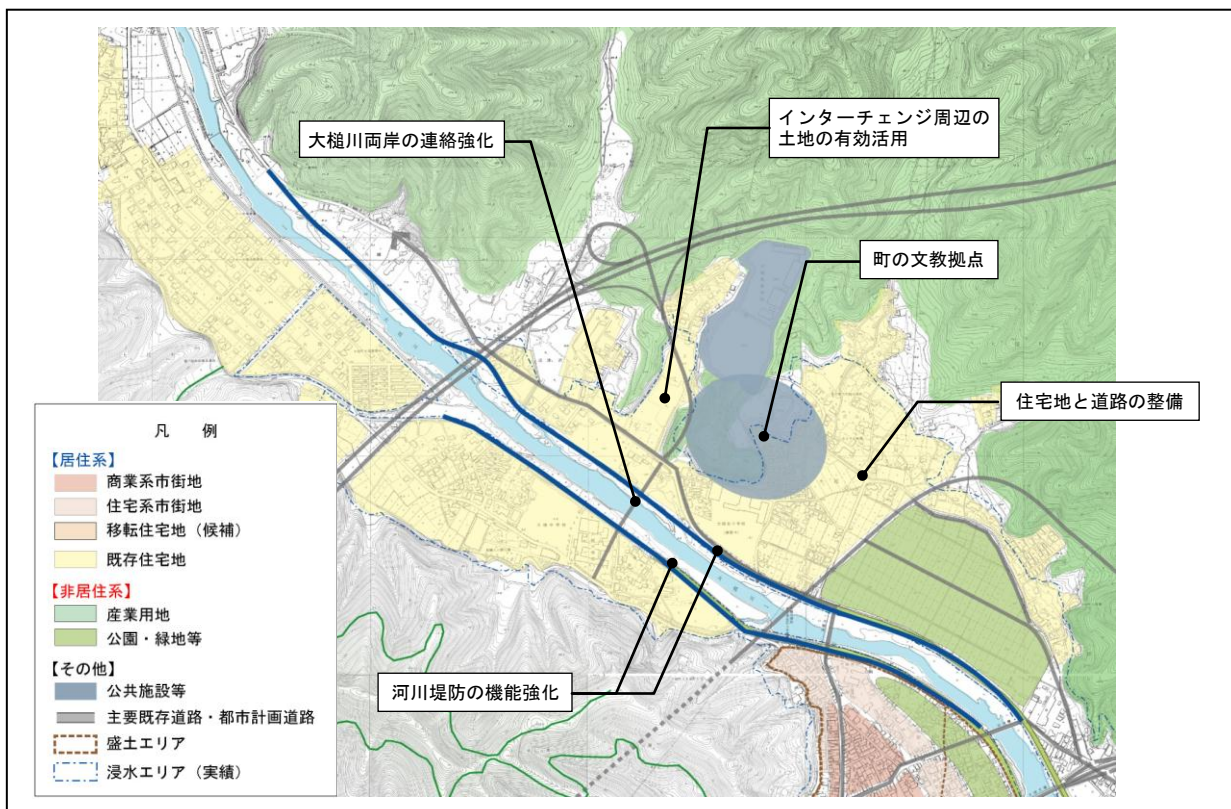 大槌川両岸の連絡強化
インターチェンジ周辺の
土地の有効活用
町の文教拠点
住宅地と道路の整備
河川堤防の機能強化
凡 例
【居住系】
商業系市街地
住宅系市街地
移転住宅地（候補）
既存住宅地
【非居住系】
産業用地
公園・緑地等
【その他】
公共施設等
主要既存道路・都市計画道路
盛土エリア
浸水エリア（実績）